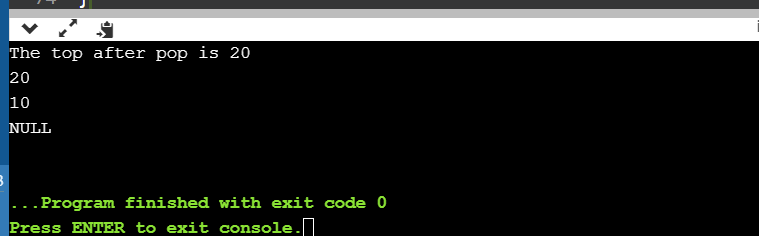 The top after pop is 20
20
10
NULL
...Program finished with exit code 0
Press ENTER to exit console.